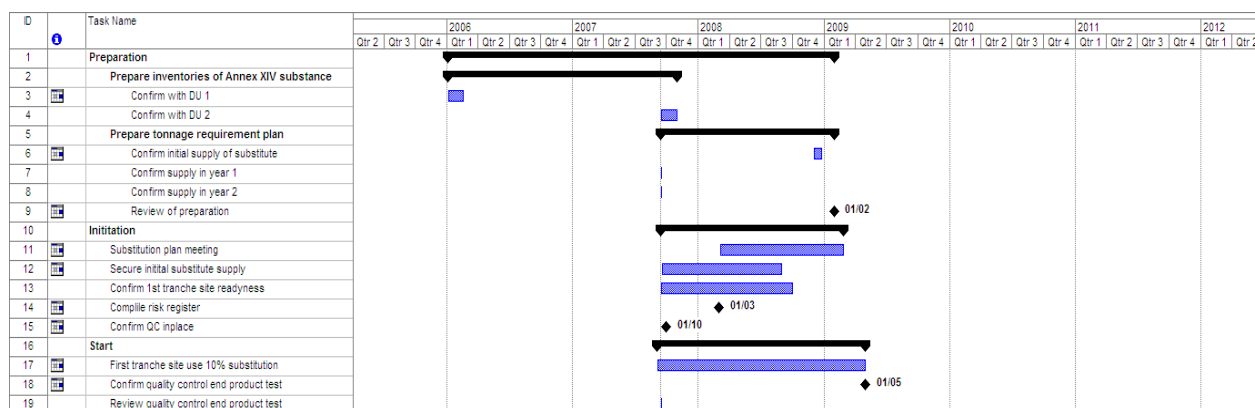 ID Task Name 2006 2007 2008 2009 2010 2011 2012
Qtr 2 Qtr 3 Qtr 4 Qtr 1 Qtr 2 Qtr 3 Qtr 4 Qtr 1 Qtr 2 Qtr 3 Qtr 4 Qtr 1 Qtr 2 Qtr 3 Qtr 4 Qtr 1 Qtr 2 Qtr 3 Qtr 4 Qtr 1 Qtr 2 Qtr 3 Qtr 4 Qtr 1 Qtr 2 Qtr 3 Qtr 4 Qtr 1 Qtr 2
1 Preparation
2 Prepare inventories of Annex XIV substance
3 Confirm with DU 1
4 Confirm with DU 2
5 Prepare tonnage requirement plan
6 Confirm initial supply of substitute
7 Confirm supply in year 1
8 Confirm supply in year 2
9 Review of preparation 01/02
10 Inititation
11 Substitution plan meeting
12 Secure initital substitute supply
13 Confirm 1st tranche site readyness
14 Complile risk register 01/03
15 Confirm QC inplace 01/10
16 Start
17 First tranche site use 10% substitution
18 Confirm quality control end product test 01/05
19 Review quality control end product test